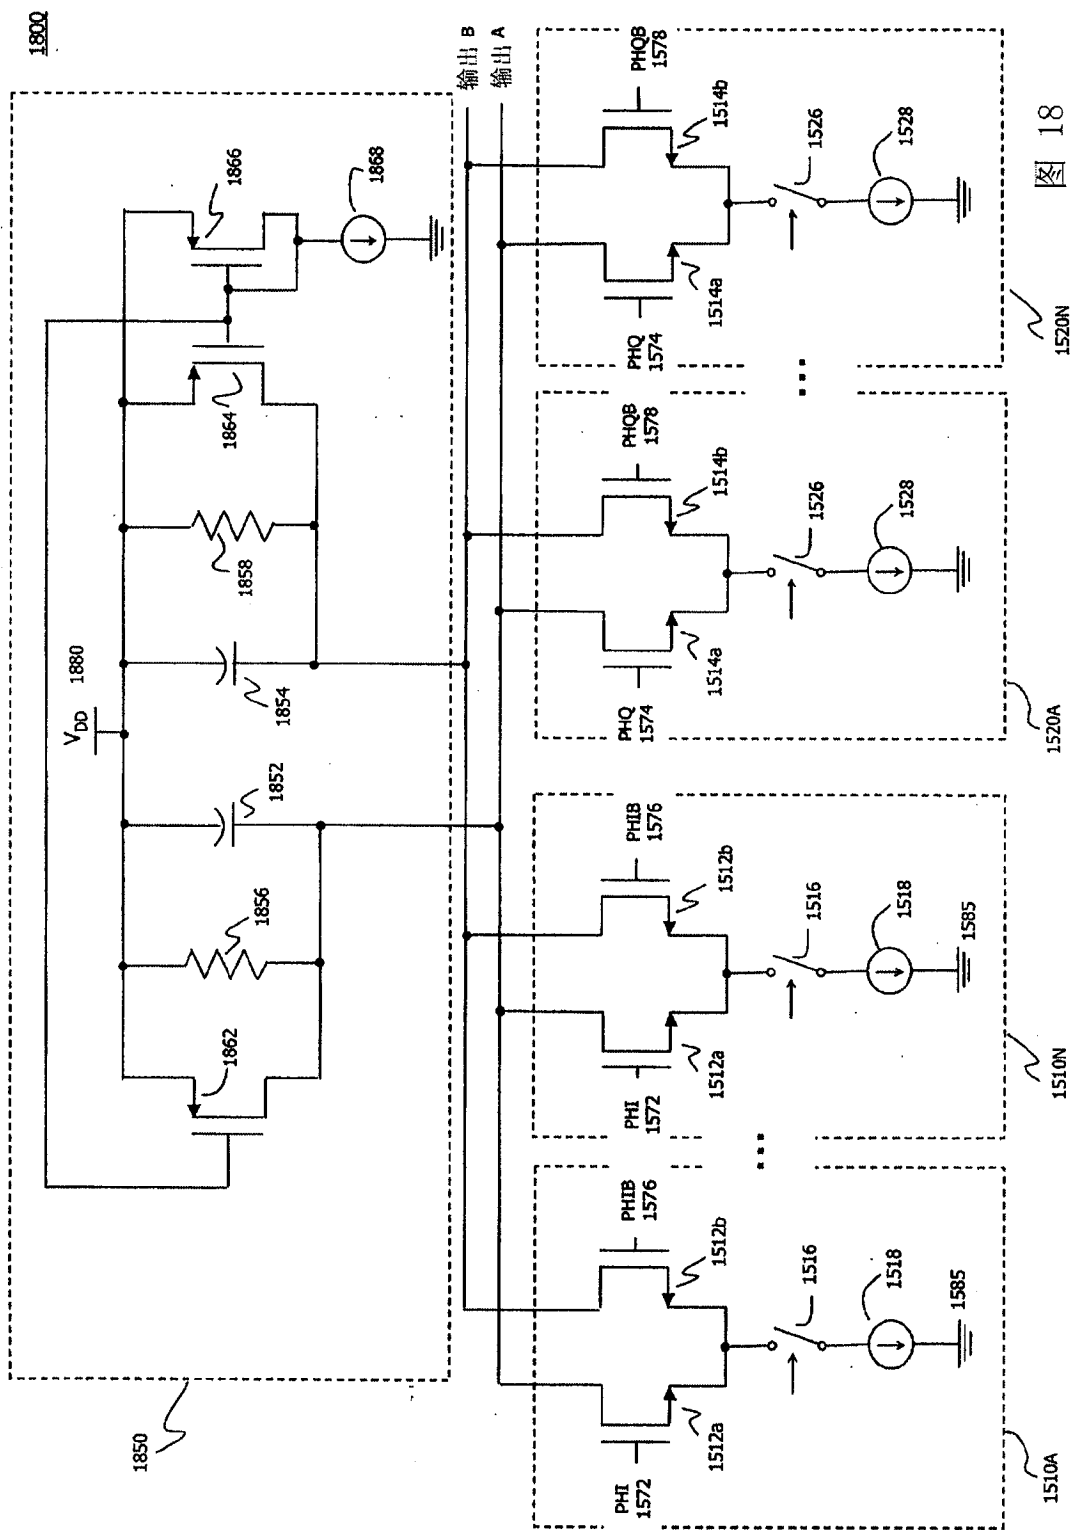 1800
1850
V_DD
1880
1862
1856
1852
1854
1858
1864
1866
1868
输出 B
输出 A
PHI
1572
PHIB
1576
1512a
1512b
1516
1518
1585
1510A
...
PHI
1572
PHIB
1576
1512a
1512b
1516
1518
1585
1510N
PHQ
1574
PHQB
1578
1514a
1514b
1526
1528
1520A
...
PHQ
1574
PHQB
1578
1514a
1514b
1526
1528
1520N
图 18